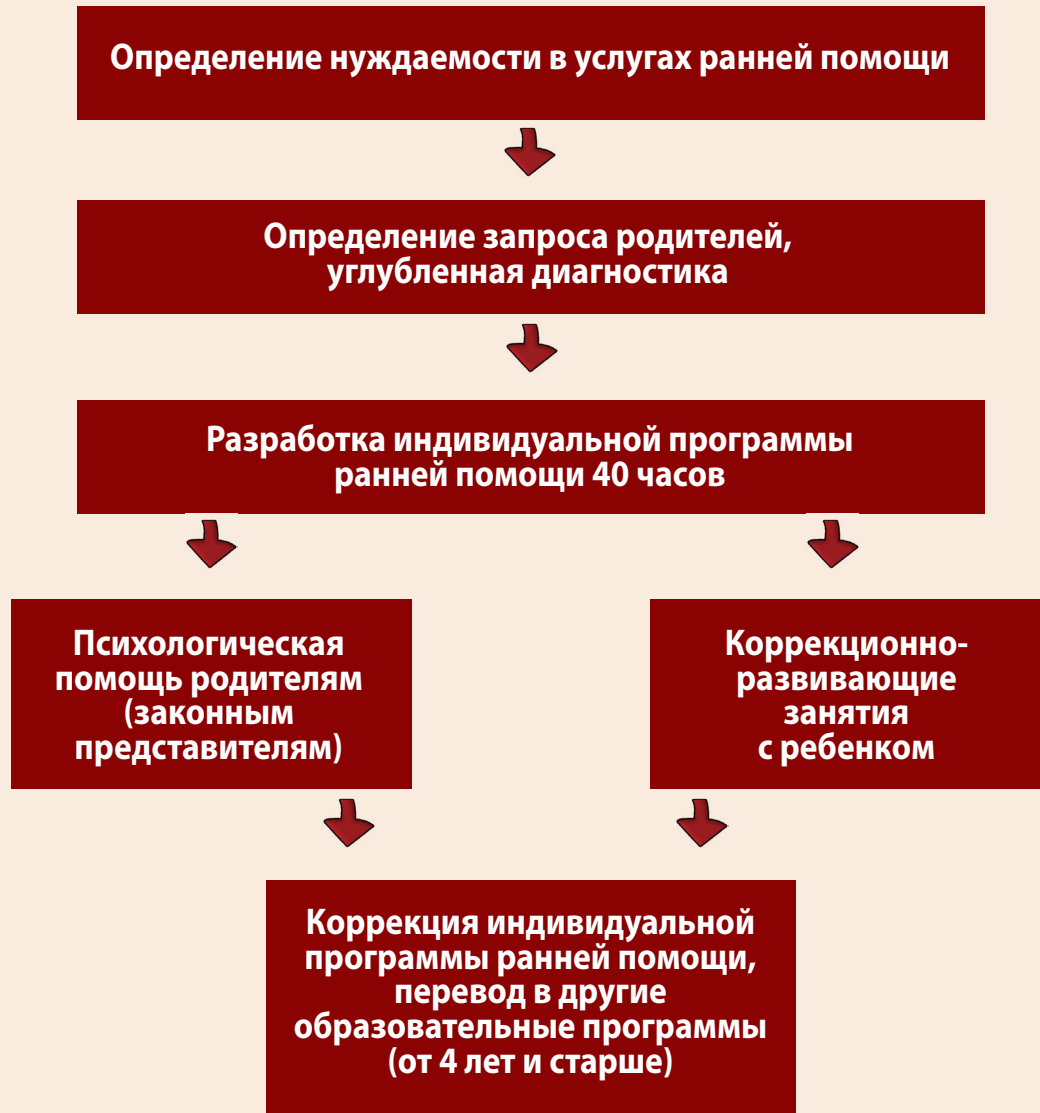 Определение нуждаемости в услугах ранней помощи
Определение запроса родителей,
углубленная диагностика
Разработка индивидуальной программы
ранней помощи 40 часов
Психологическая
помощь родителям
(законным
представителям)
Коррекционно-
развивающие
занятия
с ребенком
Коррекция индивидуальной
программы ранней помощи,
перевод в другие
образовательные программы
(от 4 лет и старше)